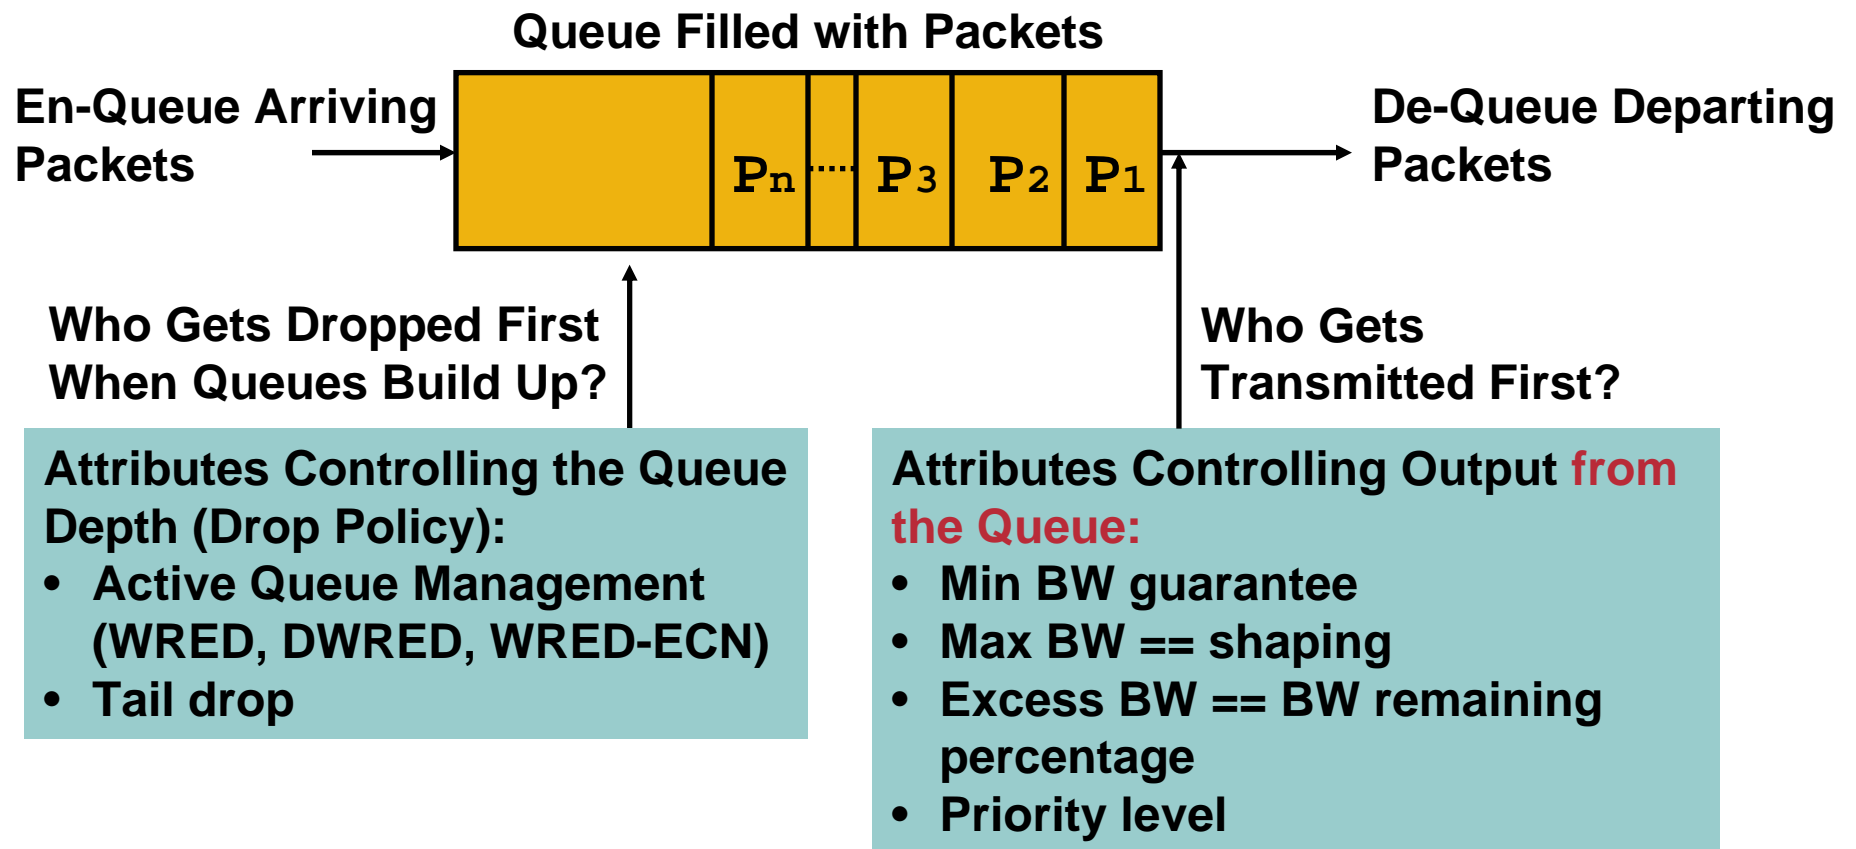 Queue Filled with Packets
En-Queue Arriving
Packets
De-Queue Departing
Packets
Pn ..... P3 P2 P1
Who Gets Dropped First
When Queues Build Up?
Who Gets
Transmitted First?
Attributes Controlling the Queue
Depth (Drop Policy):
• Active Queue Management
(WRED, DWRED, WRED-ECN)
• Tail drop
Attributes Controlling Output from
the Queue:
• Min BW guarantee
• Max BW == shaping
• Excess BW == BW remaining
percentage
• Priority level